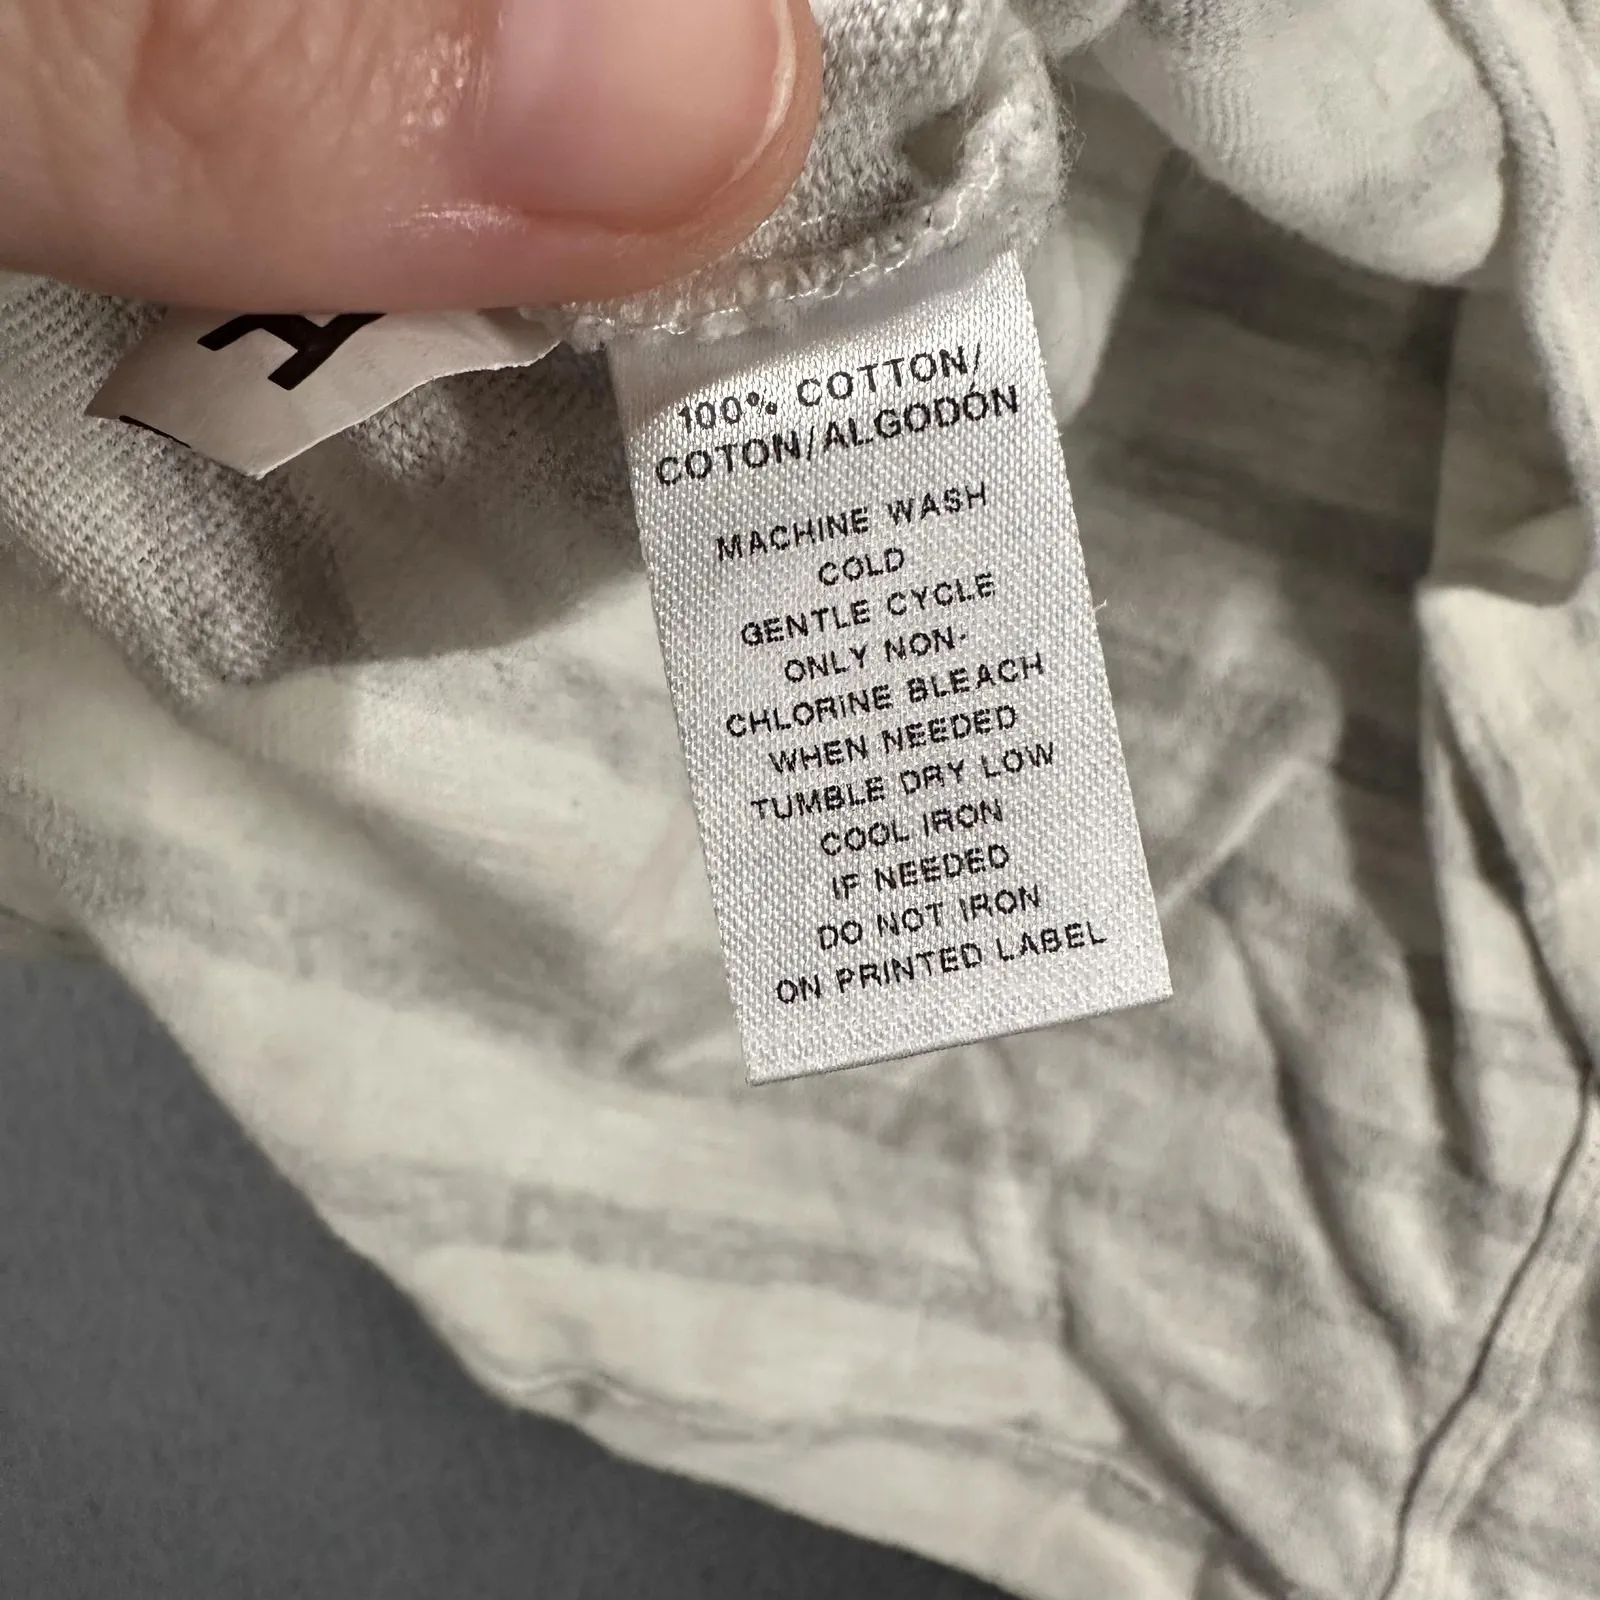 100% COTTON/
COTON/ALGODÓN
MACHINE WASH
COLD
GENTLE CYCLE
ONLY NON-
CHLORINE BLEACH
WHEN NEEDED
TUMBLE DRY LOW
COOL IRON
IF NEEDED
DO NOT IRON
ON PRINTED LABEL